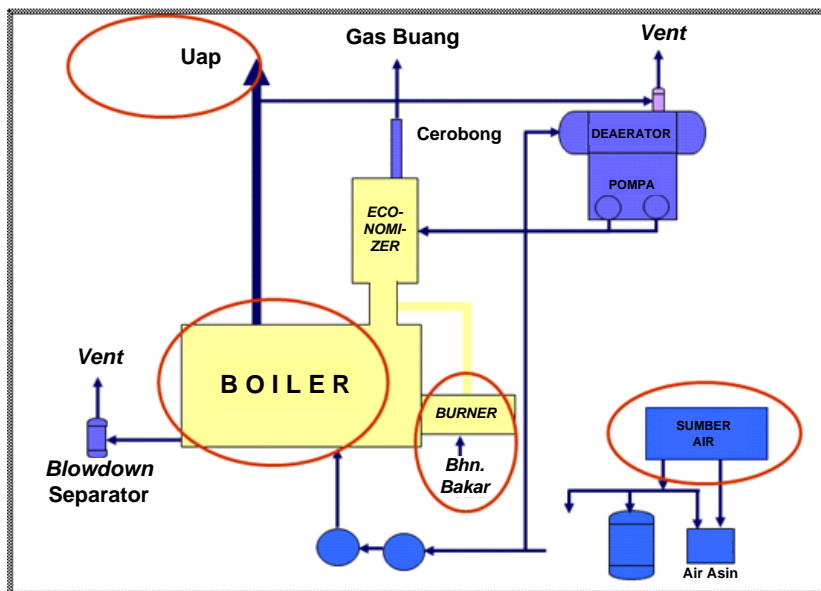 Uap
Gas Buang
Vent
Cerobong
DEAERATOR
POMPA
ECO-
NOMI-
ZER
Vent
BOILER
BURNER
Bhn.
Bakar
Blowdown
Separator
SUMBER
AIR
Air Asin